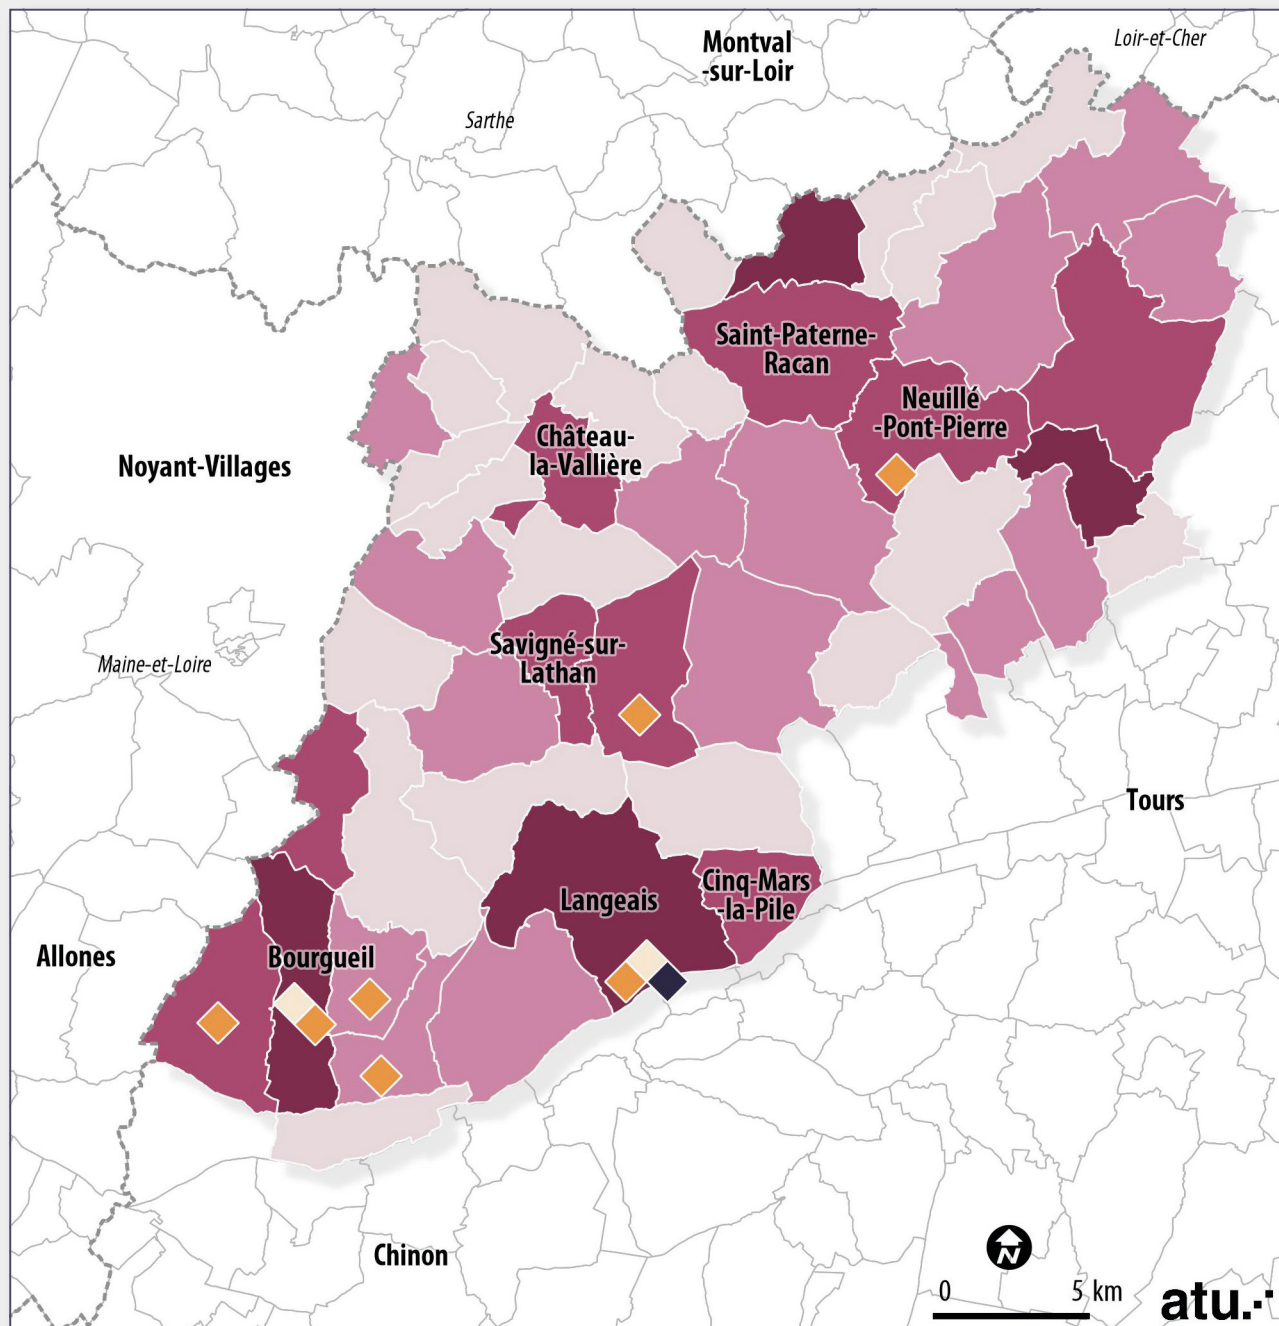 Montval
-sur-Loir
Loir-et-Cher
Sarthe
Saint-Paterne-
Racan
Neuillé
-Pont-Pierre
Château-
la-Vallière
Noyant-Villages
Savigné-sur-
Lathan
Maine-et-Loire
Tours
Cinq-Mars
-la-Pile
Langeais
Allones
Bourgueil
Chinon
N
0 5 km
atu.